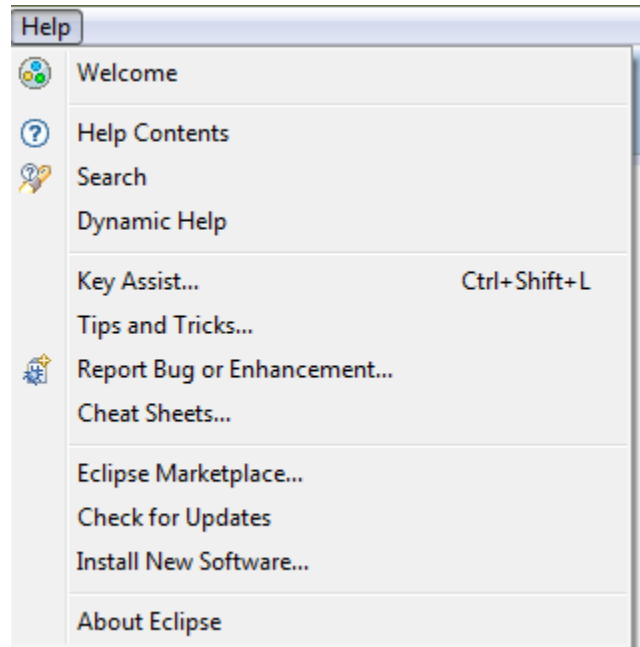 Help
Welcome
Help Contents
Search
Dynamic Help
Key Assist... Ctrl+Shift+L
Tips and Tricks...
Report Bug or Enhancement...
Cheat Sheets...
Eclipse Marketplace...
Check for Updates
Install New Software...
About Eclipse